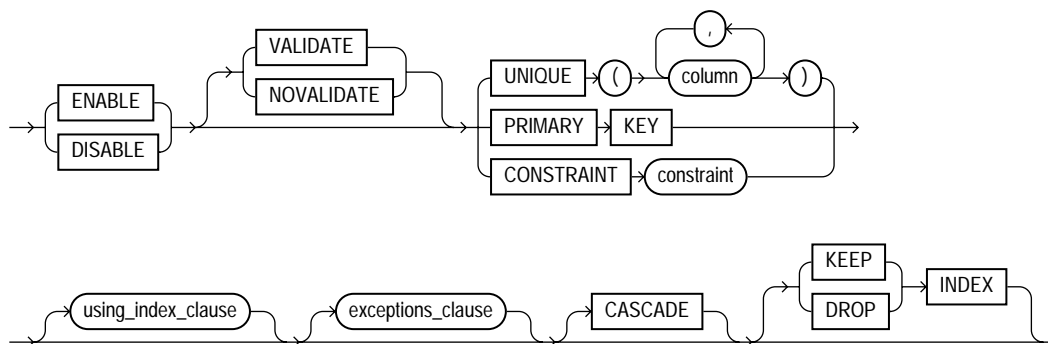 ENABLE
DISABLE
VALIDATE
NOVALIDATE
UNIQUE ( column , )
PRIMARY KEY
CONSTRAINT constraint
using_index_clause
exceptions_clause
CASCADE
KEEP
DROP
INDEX